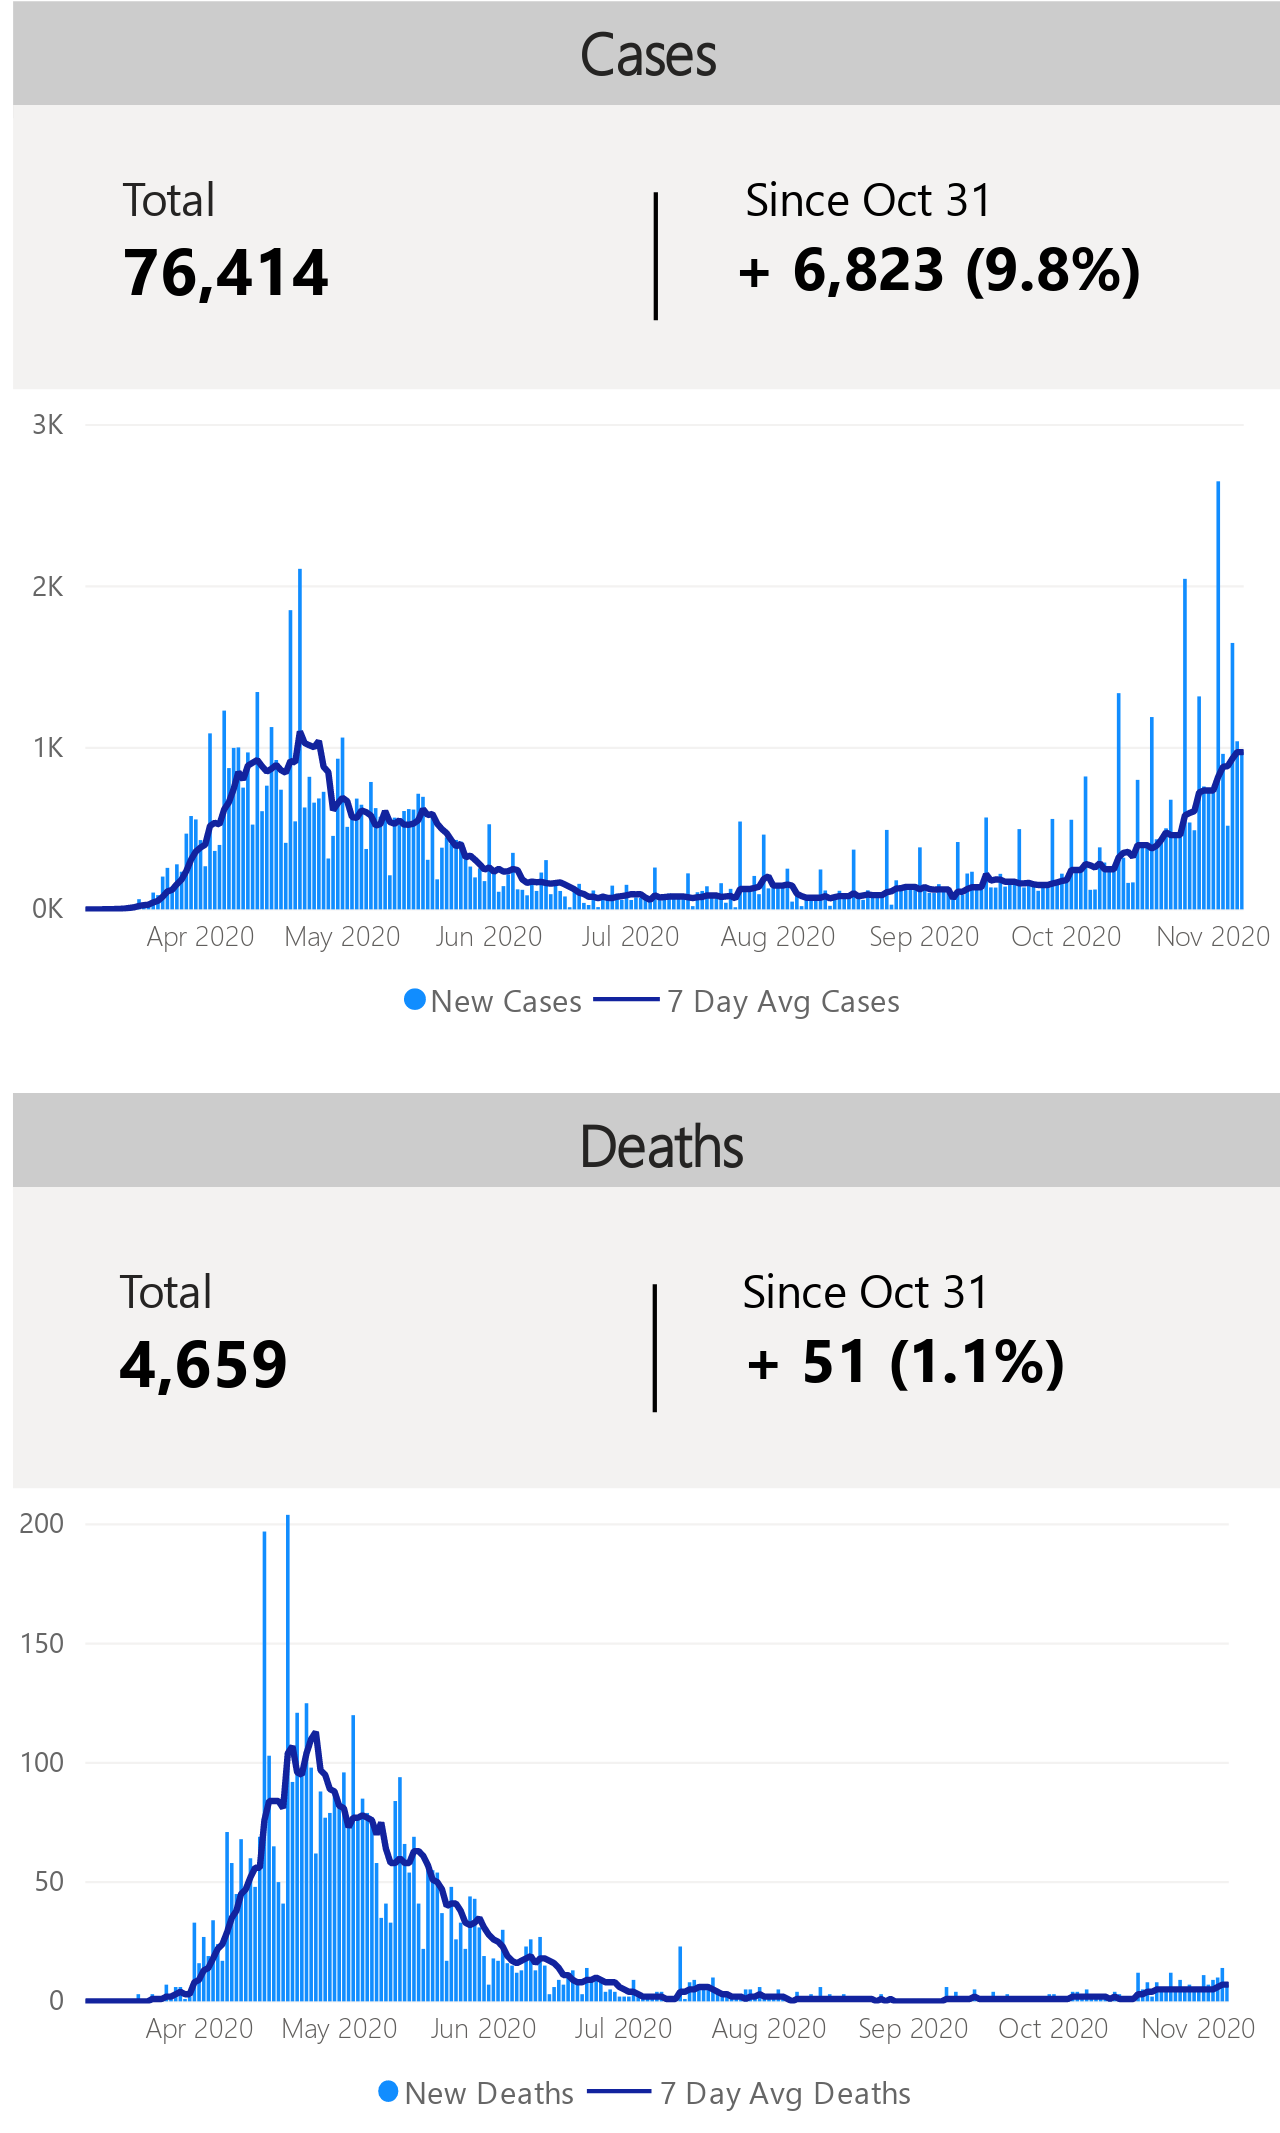 Cases
Total
Since Oct 31
76,414
+ 6,823 (9.8%)
3K
2K
1K
0K
Apr 2020 May 2020 Jun 2020 Jul 2020 Aug 2020 Sep 2020 Oct 2020 Nov 2020
New Cases 7 Day Avg Cases
Deaths
Total
Since Oct 31
4,659
+ 51 (1.1%)
200
150
100
50
0
Apr 2020 May 2020 Jun 2020 Jul 2020 Aug 2020 Sep 2020 Oct 2020 Nov 2020
New Deaths 7 Day Avg Deaths